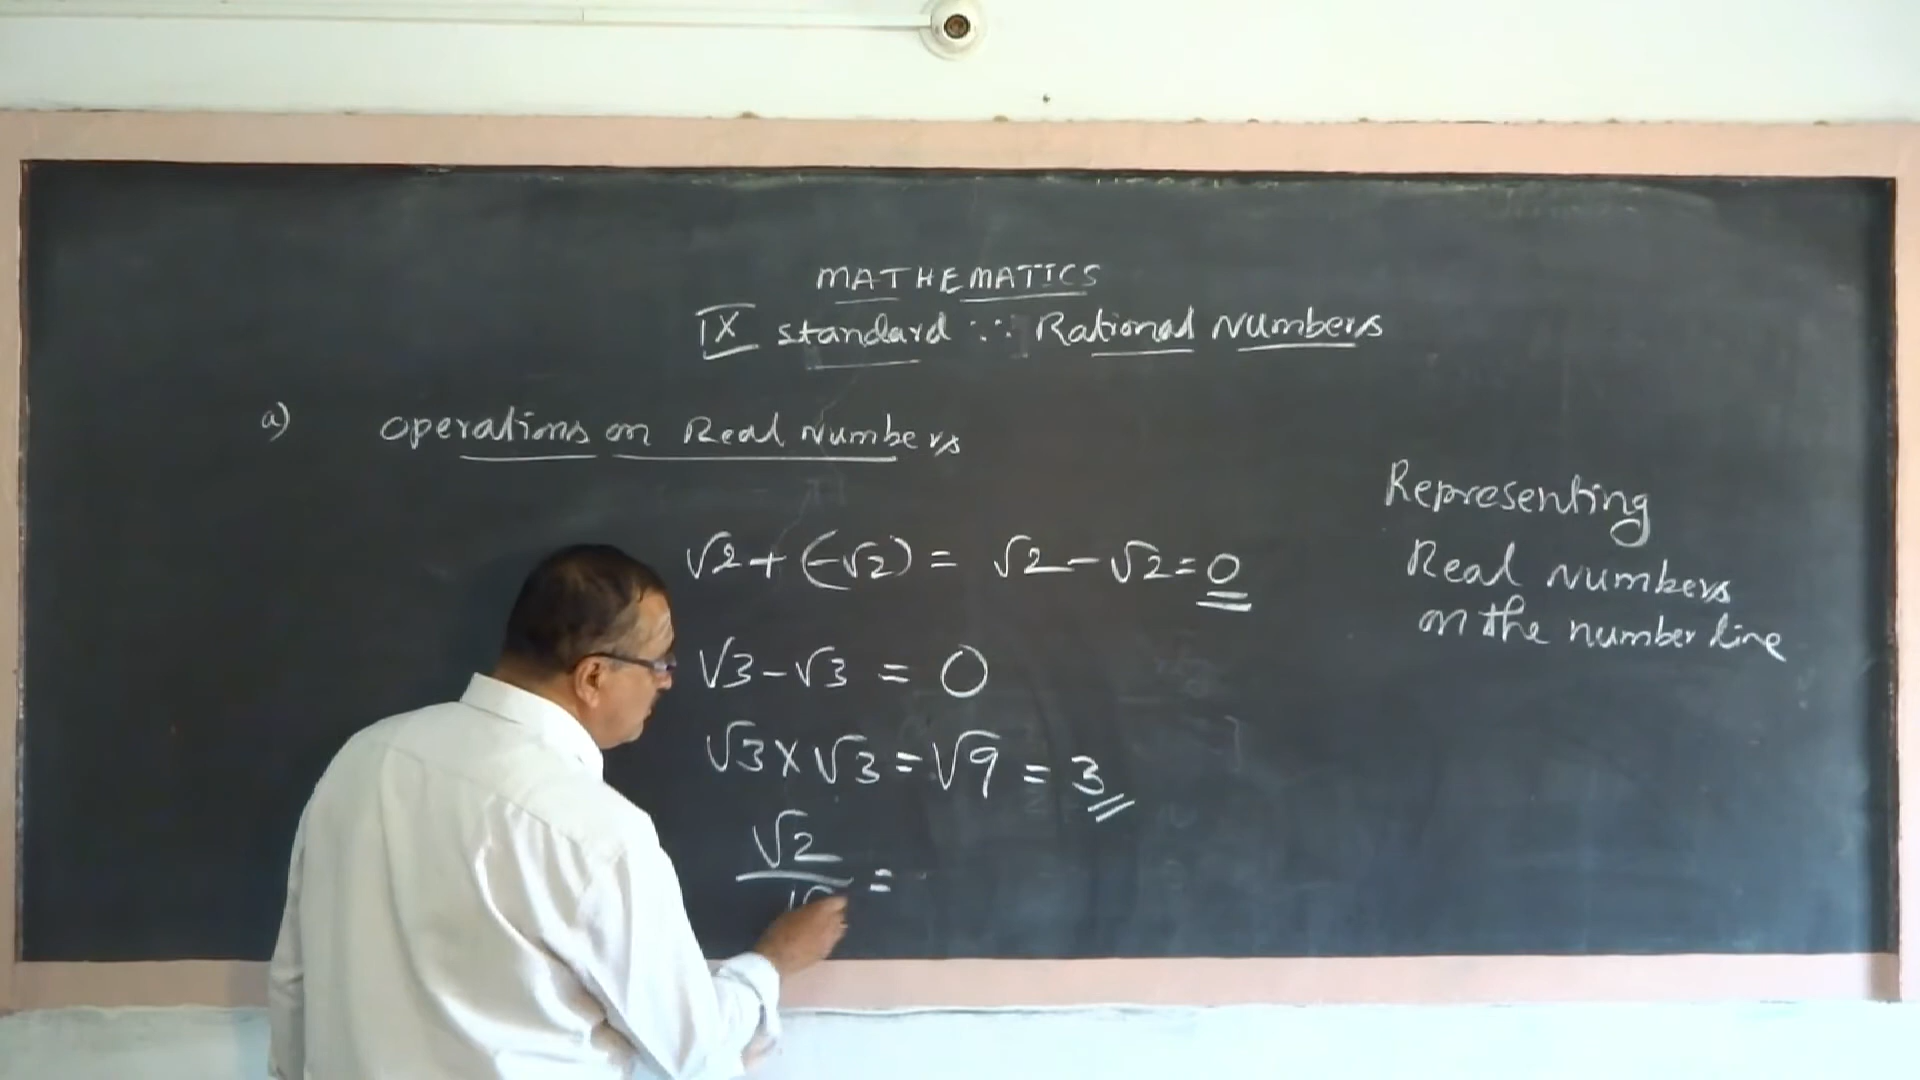 MATHEMATICS
IX standard ∴ Rational Numbers
a) Operations on Real Numbers
√2 + (-√2) = √2 - √2 = 0
√3 - √3 = 0
√3 × √3 = √9 = 3
√2
=
Representing
Real Numbers
on the number line